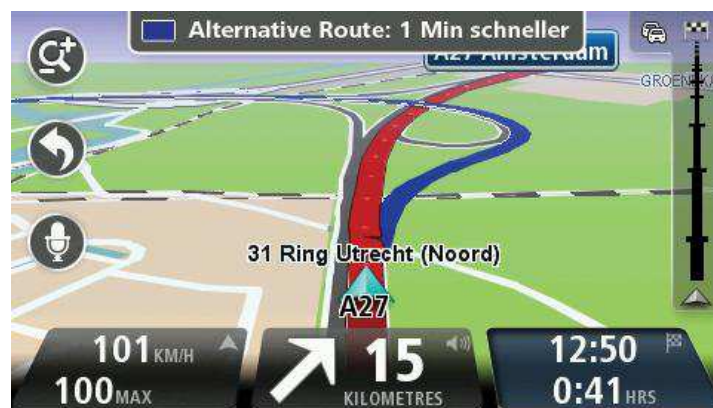 Alternative Route: 1 Min schneller
A27 Amsterdam
31 Ring Utrecht (Noord)
A27
101 KM/H
100 MAX
15
KILOMETRES
12:50
0:41 HRS